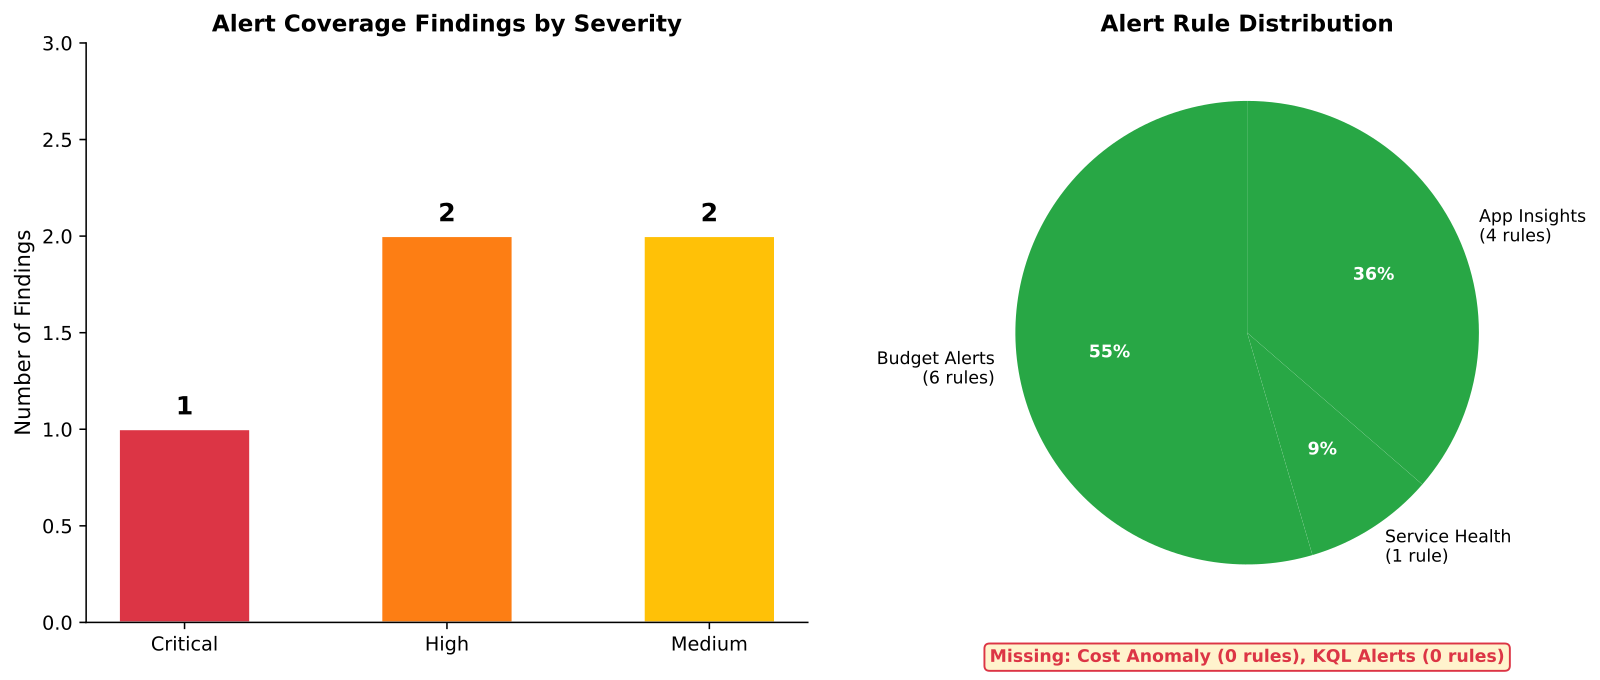 Alert Coverage Findings by Severity
Number of Findings
3.0
2.5
2.0
1.5
1.0
0.5
0.0
1
2
2
Critical
High
Medium
Alert Rule Distribution
App Insights
(4 rules)
36%
Budget Alerts
(6 rules)
55%
9%
Service Health
(1 rule)
Missing: Cost Anomaly (0 rules), KQL Alerts (0 rules)